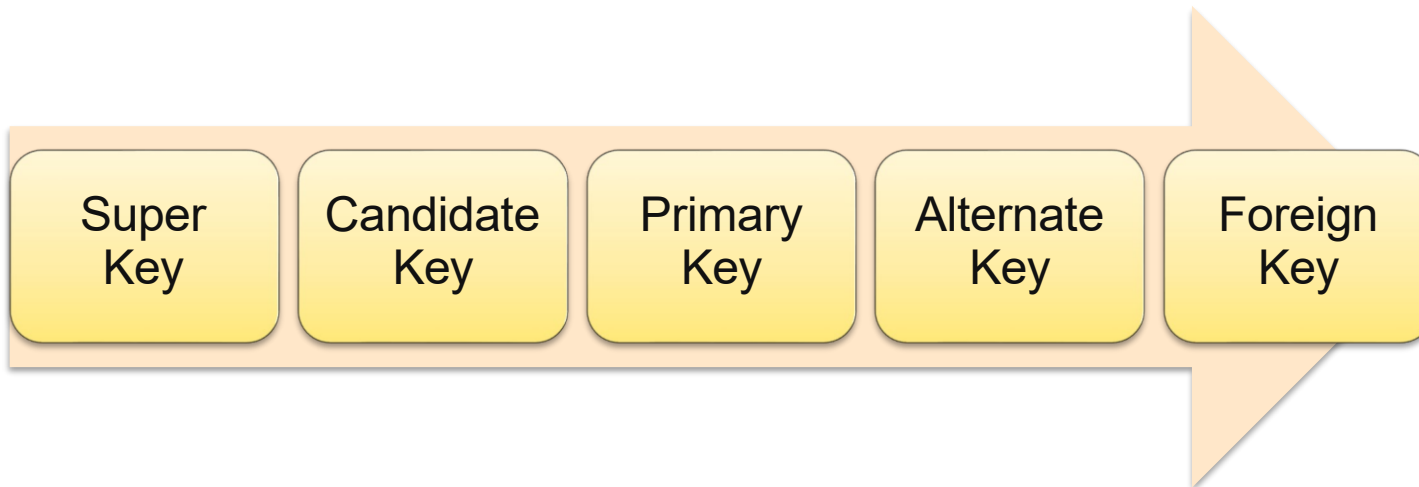 Super
Key
Candidate
Key
Primary
Key
Alternate
Key
Foreign
Key